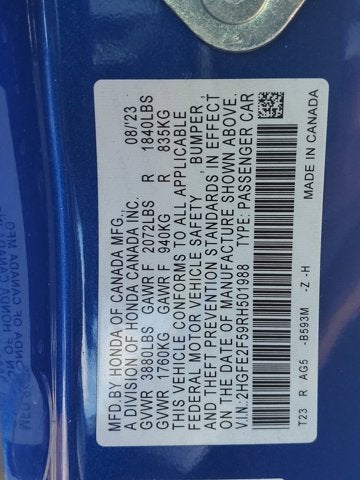 MFD.BY HONDA OF CANADA MFG., 08/'23
A DIVISION OF HONDA CANADA INC.
GVWR 3880LBS GAWR F 2072LBS R 1840LBS
GVWR 1760KG GAWR F 940KG R 835KG
THIS VEHICLE CONFORMS TO ALL APPLICABLE
FEDERAL MOTOR VEHICLE SAFETY , BUMPER ,
AND THEFT PREVENTION STANDARDS IN EFFECT
ON THE DATE OF MANUFACTURE SHOWN ABOVE.
V.I.N.: 2HGFE2F59RH501988 TYPE: PASSENGER CAR
T23 R AG5 -B593M -Z -H MADE IN CANADA